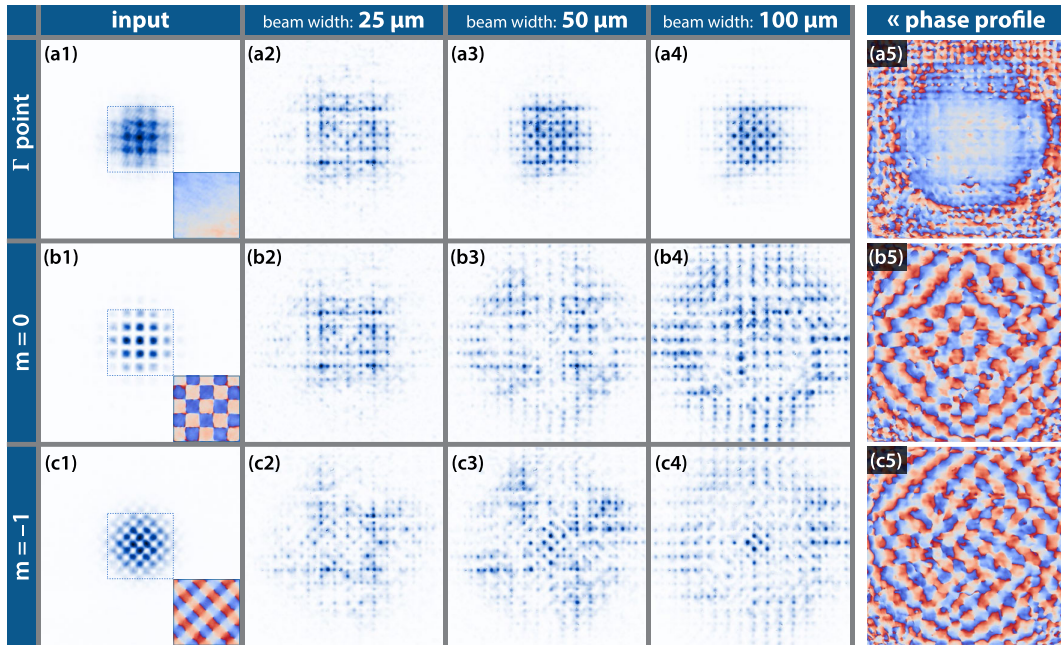 input
beam width: 25 µm
beam width: 50 µm
beam width: 100 µm
« phase profile
Γ point
(a1)
(a2)
(a3)
(a4)
(a5)
m = 0
(b1)
(b2)
(b3)
(b4)
(b5)
m = −1
(c1)
(c2)
(c3)
(c4)
(c5)